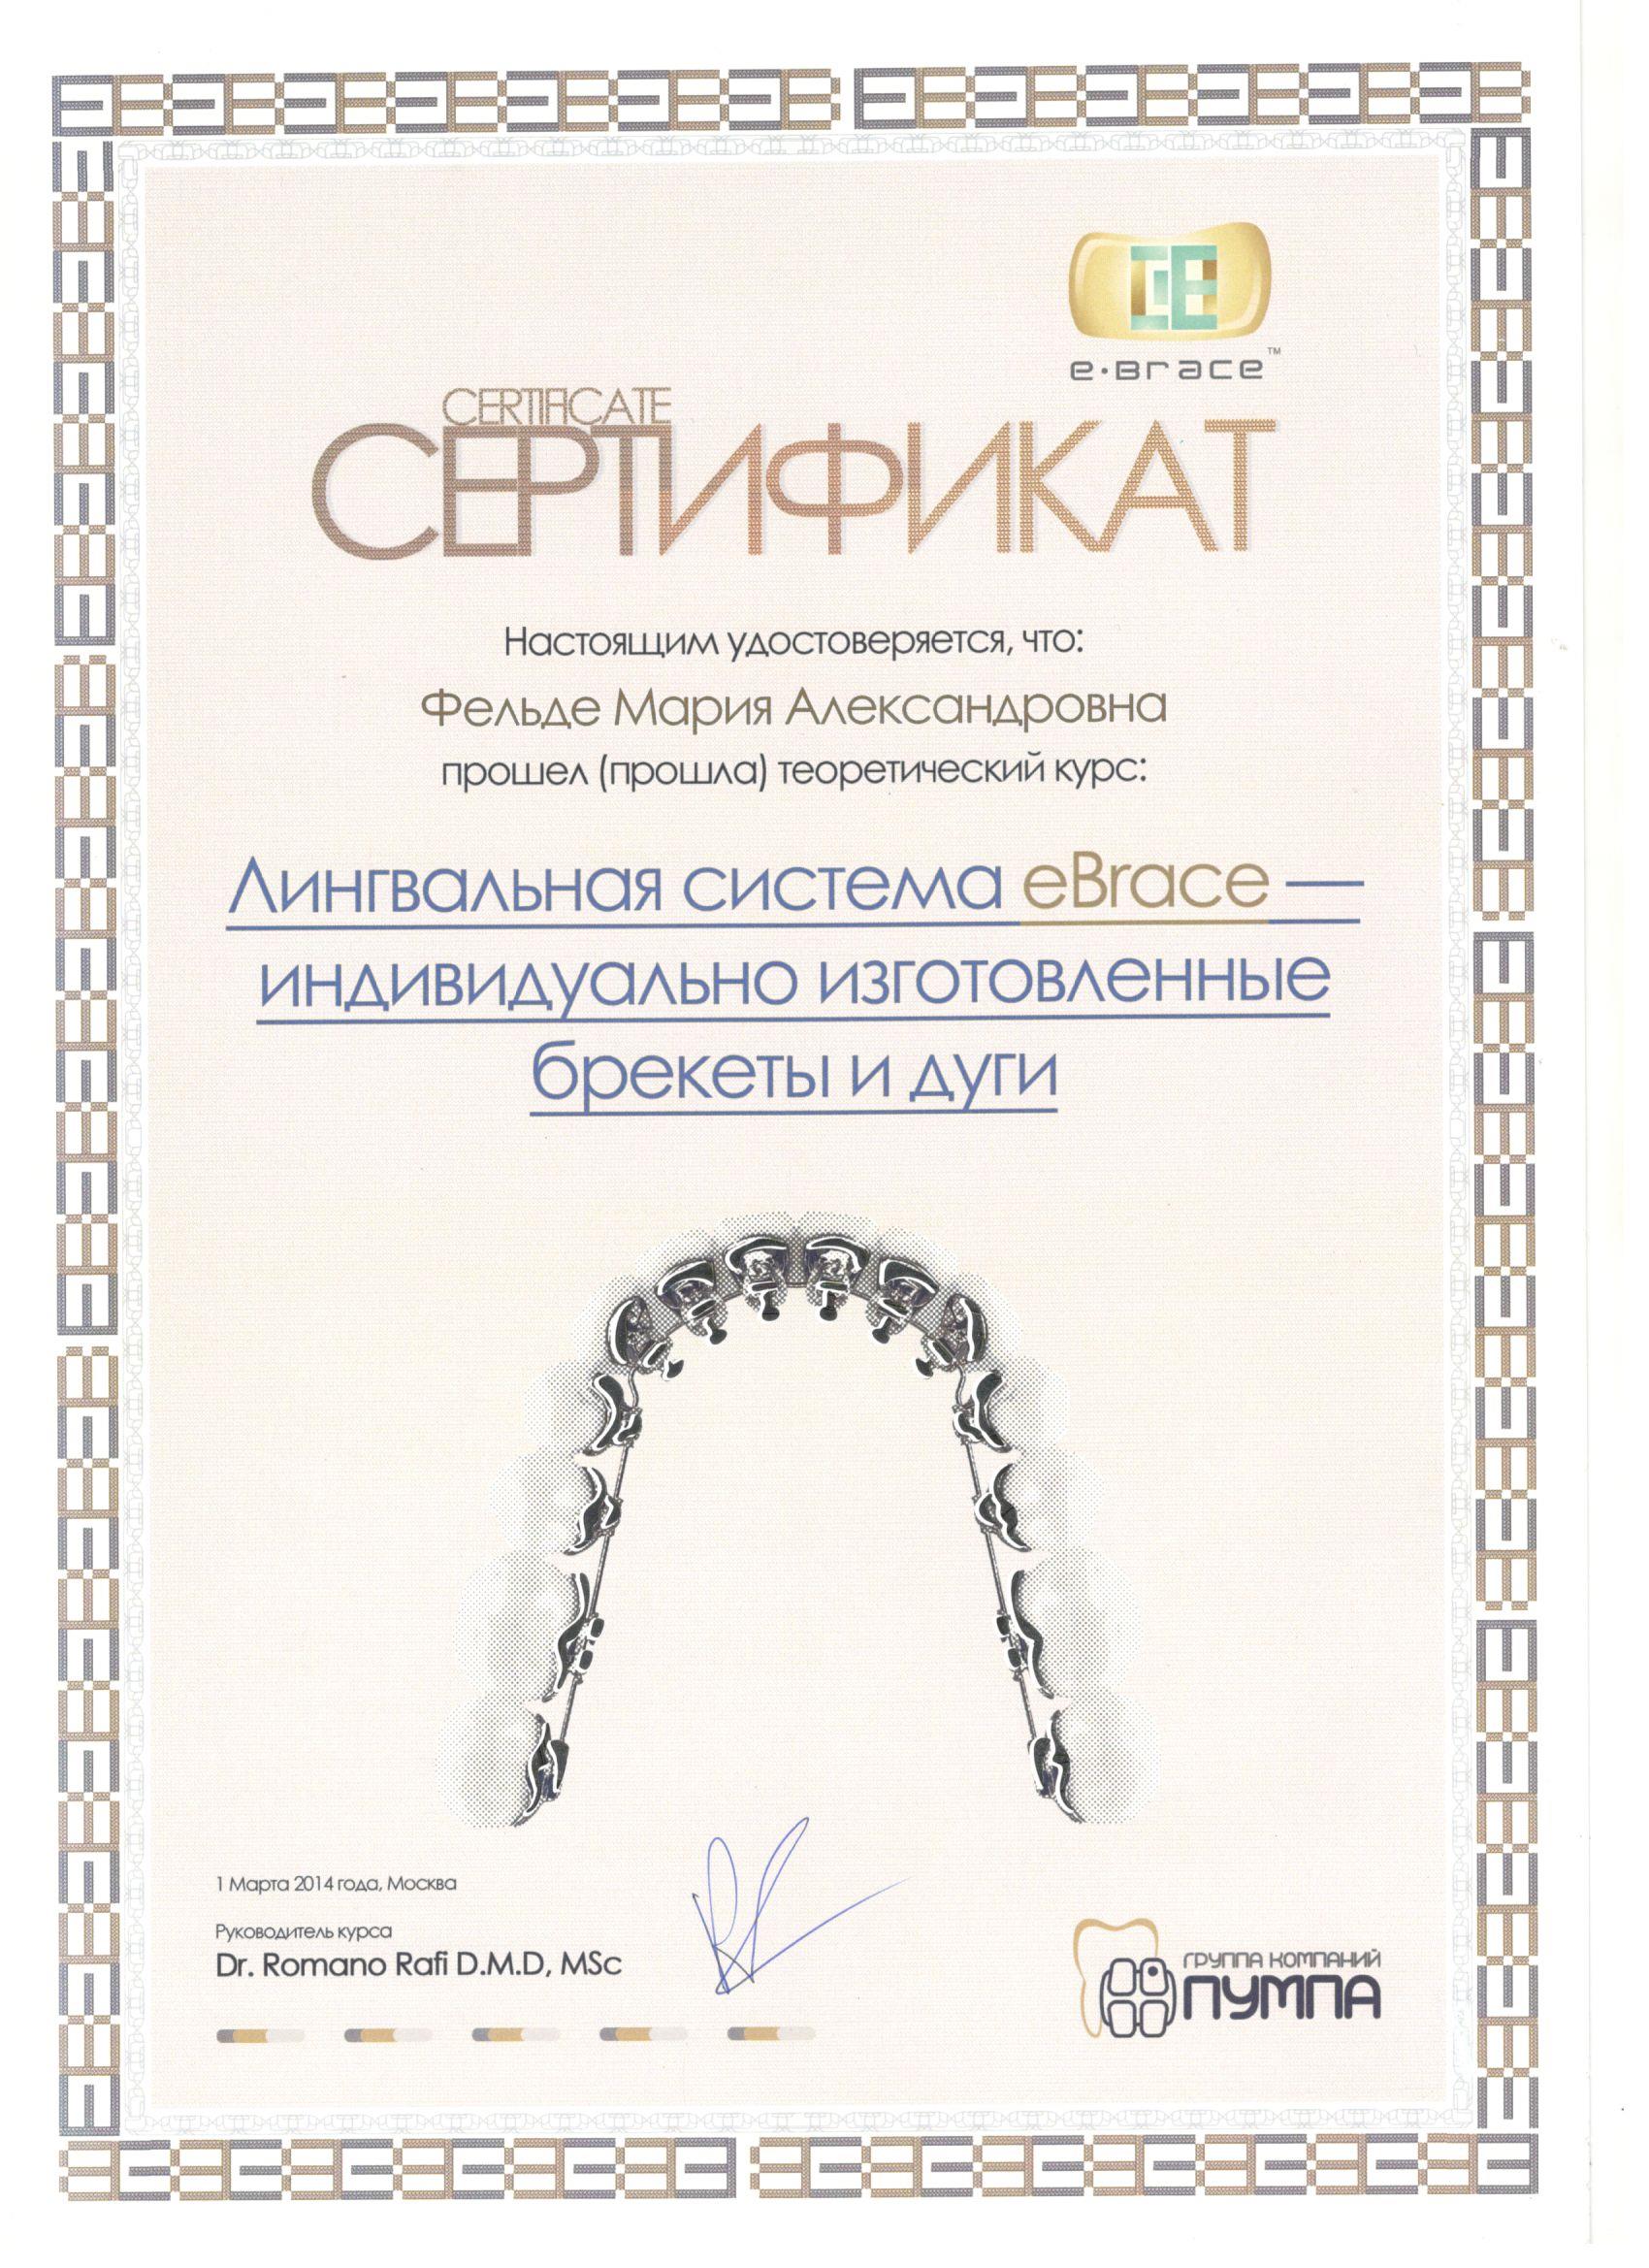 e·Brace™
CERTIFICATE
СЕРТИФИКАТ
Настоящим удостоверяется, что:
Фельде Мария Александровна
прошел (прошла) теоретический курс:
Лингвальная система eBrace —
индивидуально изготовленные
брекеты и дуги
1 Марта 2014 года, Москва
Руководитель курса
Dr. Romano Rafi D.M.D, MSc
ГРУППА КОМПАНИЙ
ПУМПА